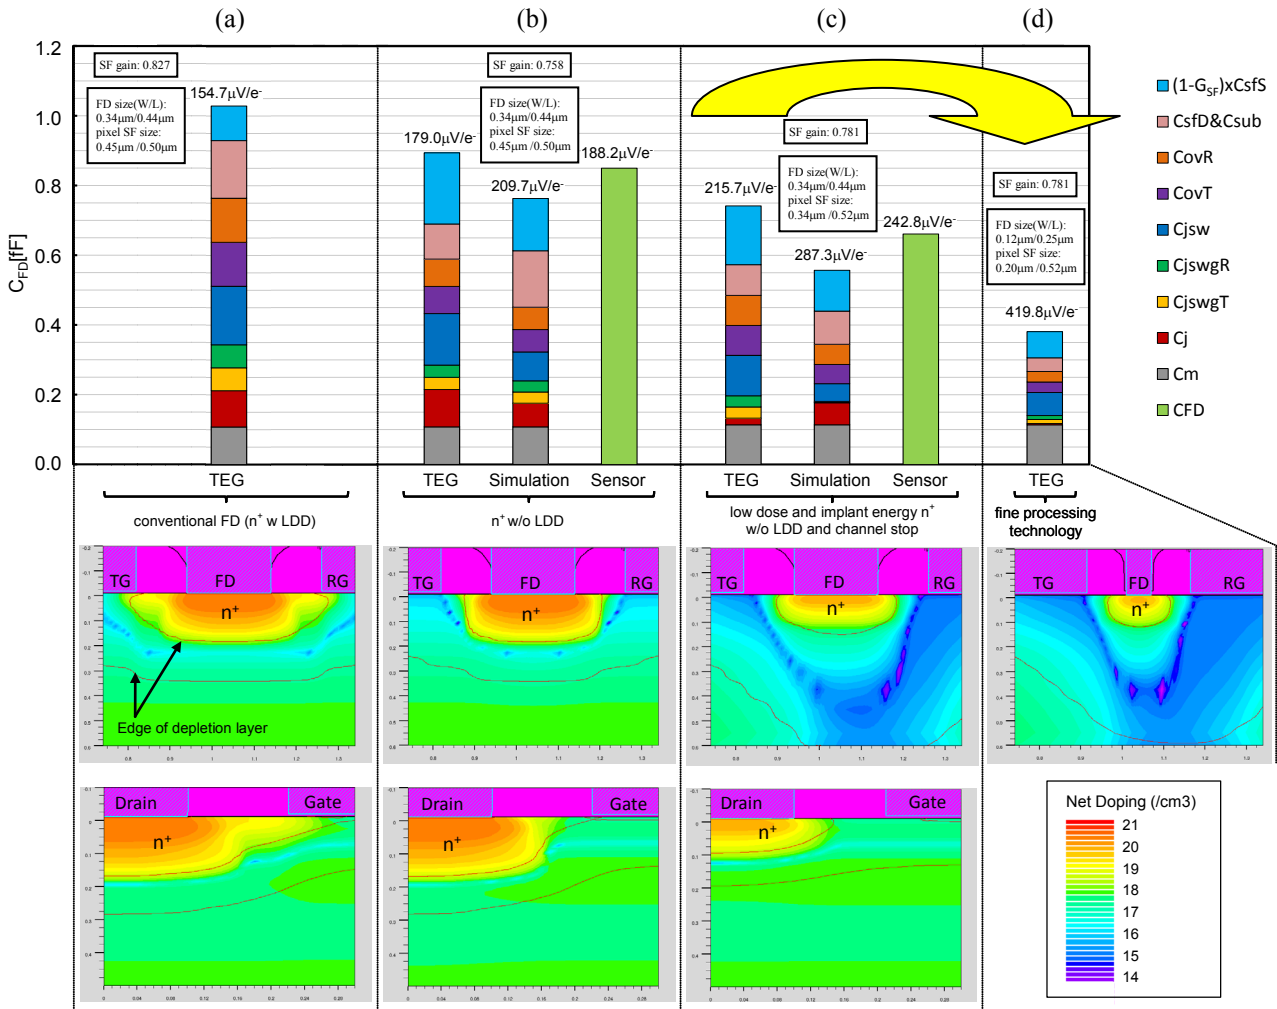 (a)
(b)
(c)
(d)
1.2
1.0
0.8
0.6
0.4
0.2
0.0
C_FD[fF]
SF gain: 0.827
154.7μV/e-
FD size(W/L):
0.34μm/0.44μm
pixel SF size:
0.45μm /0.50μm
TEG
SF gain: 0.758
FD size(W/L):
0.34μm/0.44μm
pixel SF size:
0.45μm /0.50μm
179.0μV/e-
209.7μV/e-
188.2μV/e-
TEG
Simulation
Sensor
SF gain: 0.781
FD size(W/L):
0.34μm/0.44μm
pixel SF size:
0.34μm /0.52μm
215.7μV/e-
287.3μV/e-
242.8μV/e-
TEG
Simulation
Sensor
SF gain: 0.781
FD size(W/L):
0.12μm/0.25μm
pixel SF size:
0.20μm /0.52μm
419.8μV/e-
TEG
(1-G_SF)xCsfS
CsfD&Csub
CovR
CovT
Cjsw
CjswgR
CjswgT
Cj
Cm
CFD
conventional FD (n+ w LDD)
n+ w/o LDD
low dose and implant energy n+
w/o LDD and channel stop
fine processing
technology
TG
FD
RG
n+
Edge of depletion layer
TG
FD
RG
n+
TG
FD
RG
n+
TG
FD
RG
n+
Drain
Gate
n+
Drain
Gate
n+
Drain
Gate
n+
Net Doping (/cm3)
21
20
19
18
17
16
15
14